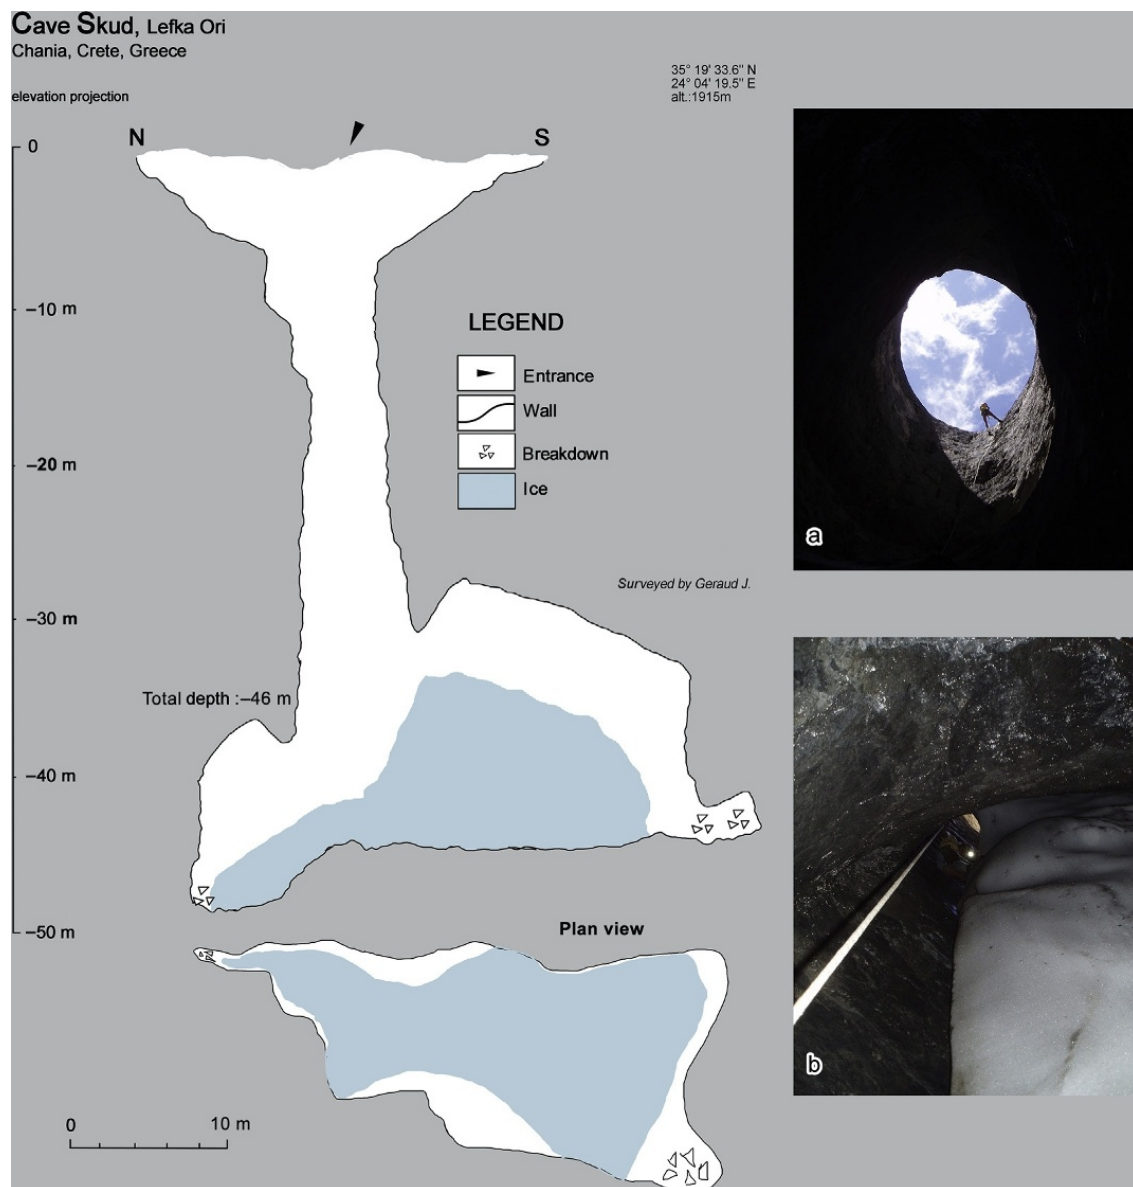 Cave Skud, Lefka Ori
Chania, Crete, Greece
35° 19' 33.6" N
24° 04' 19.5" E
alt.:1915m
elevation projection
N
S
0
–10 m
–20 m
–30 m
–40 m
–50 m
LEGEND
Entrance
Wall
Breakdown
Ice
a
Surveyed by Geraud J.
Total depth :–46 m
Plan view
b
0
10 m